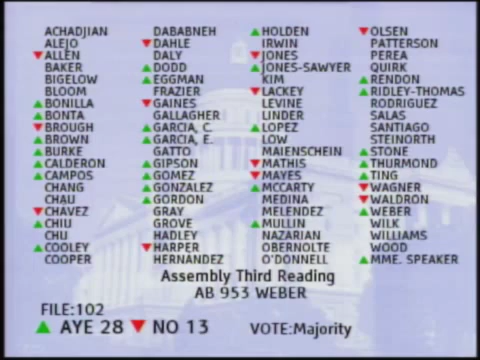 ACHADJIAN DABABNEH ▲ HOLDEN ▼ OLSEN
ALEJO ▼ DAHLE IRWIN PATTERSON
▼ ALLEN DALY ▼ JONES PEREA
BAKER ▲ DODD ▲ JONES-SAWYER QUIRK
BIGELOW ▲ EGGMAN KIM ▲ RENDON
BLOOM FRAZIER ▼ LACKEY ▲ RIDLEY-THOMAS
▲ BONILLA ▼ GAINES LEVINE RODRIGUEZ
▲ BONTA GALLAGHER LINDER SALAS
▼ BROUGH ▲ GARCIA, C. ▲ LOPEZ SANTIAGO
▲ BROWN ▲ GARCIA, E. LOW STEINORTH
▲ BURKE GATTO MAIENSCHEIN ▲ STONE
▲ CALDERON ▲ GIPSON ▼ MATHIS ▲ THURMOND
▲ CAMPOS ▲ GOMEZ ▼ MAYES ▲ TING
CHANG ▲ GONZALEZ ▲ MCCARTY ▼ WAGNER
CHAU ▲ GORDON MEDINA ▼ WALDRON
▼ CHAVEZ GRAY MELENDEZ ▲ WEBER
▲ CHIU GROVE ▲ MULLIN WILK
CHU HADLEY NAZARIAN WILLIAMS
▲ COOLEY ▼ HARPER OBERNOLTE WOOD
COOPER HERNÁNDEZ O'DONNELL ▲ MME. SPEAKER
Assembly Third Reading
AB 953 WEBER
FILE:102
▲ AYE 28 ▼ NO 13 VOTE:Majority